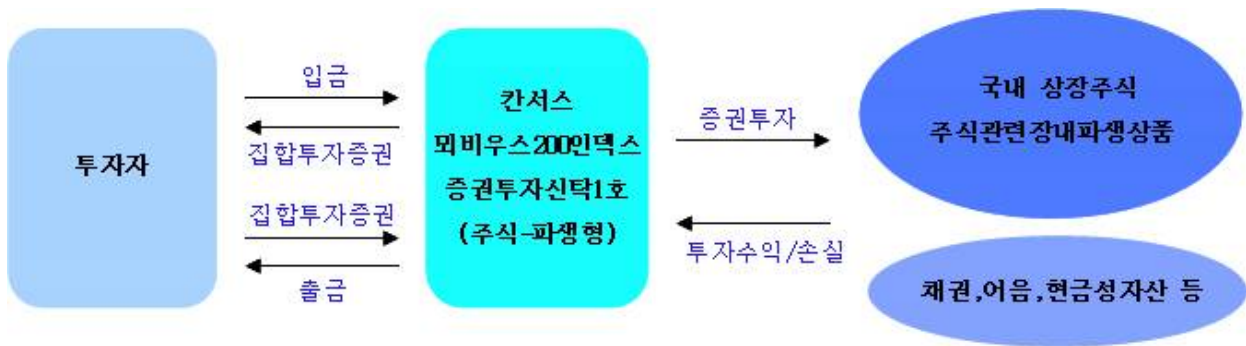 투자자
입금
집합투자증권
집합투자증권
출금
칸서스
뫼비우스200인덱스
증권투자신탁1호
(주식-파생형)
증권투자
투자수익/손실
국내 상장주식
주식관련장내파생상품
채권,어음,현금성자산 등